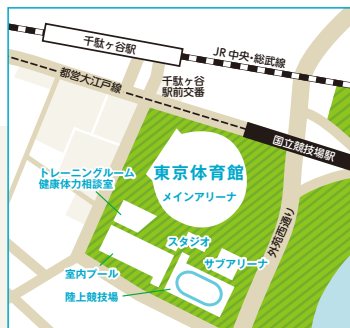 千駄ヶ谷駅
JR 中央・総武線
都営大江戸線
千駄ヶ谷
駅前交番
国立競技場駅
東京体育館
メインアリーナ
トレーニングルーム
健康体力相談室
外苑西通り
スタジオ
サブアリーナ
室内プール
陸上競技場